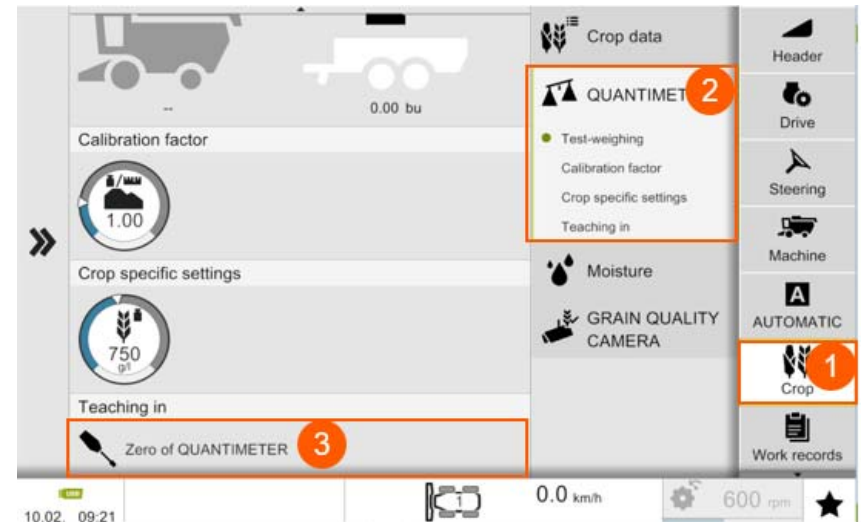 --
0.00 bu
Calibration factor
1.00
Crop specific settings
750
g/l
Teaching in
Zero of QUANTIMETER
3
Crop data
QUANTIMET
2
Test-weighing
Calibration factor
Crop specific settings
Teaching in
Moisture
GRAIN QUALITY
CAMERA
Header
Drive
Steering
Machine
A
AUTOMATIC
1
Crop
Work records
10.02. 09:21
1
0.0 km/h
600 rpm